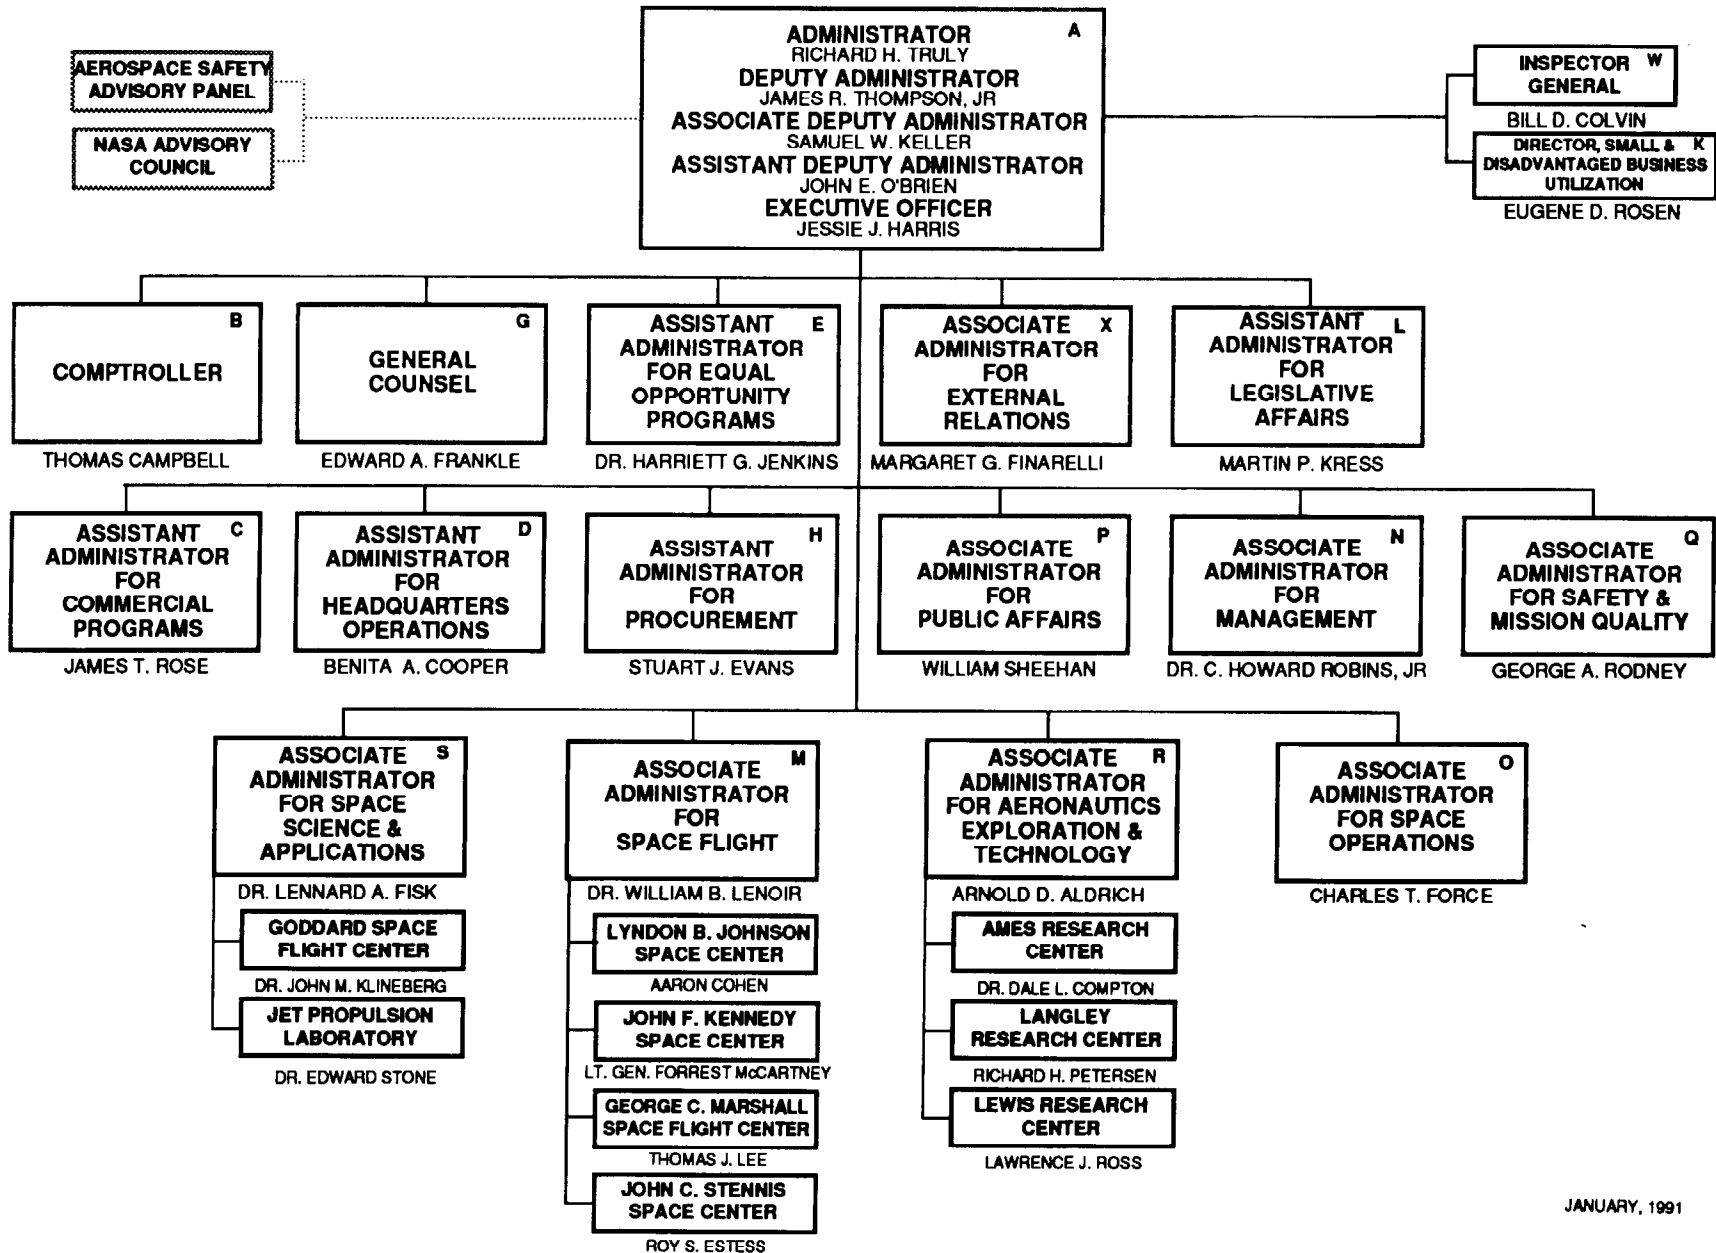 ADMINISTRATOR A
RICHARD H. TRULY
DEPUTY ADMINISTRATOR
JAMES R. THOMPSON, JR
ASSOCIATE DEPUTY ADMINISTRATOR
SAMUEL W. KELLER
ASSISTANT DEPUTY ADMINISTRATOR
JOHN E. O'BRIEN
EXECUTIVE OFFICER
JESSIE J. HARRIS
AEROSPACE SAFETY
ADVISORY PANEL
NASA ADVISORY
COUNCIL
INSPECTOR W
GENERAL
BILL D. COLVIN
DIRECTOR, SMALL & K
DISADVANTAGED BUSINESS
UTILIZATION
EUGENE D. ROSEN
B
COMPTROLLER
THOMAS CAMPBELL
G
GENERAL
COUNSEL
EDWARD A. FRANKLE
ASSISTANT E
ADMINISTRATOR
FOR EQUAL
OPPORTUNITY
PROGRAMS
DR. HARRIETT G. JENKINS
ASSOCIATE X
ADMINISTRATOR
FOR
EXTERNAL
RELATIONS
MARGARET G. FINARELLI
ASSISTANT L
ADMINISTRATOR
FOR
LEGISLATIVE
AFFAIRS
MARTIN P. KRESS
ASSISTANT C
ADMINISTRATOR
FOR
COMMERCIAL
PROGRAMS
JAMES T. ROSE
ASSISTANT D
ADMINISTRATOR
FOR
HEADQUARTERS
OPERATIONS
BENITA A. COOPER
H
ASSISTANT
ADMINISTRATOR
FOR
PROCUREMENT
STUART J. EVANS
P
ASSOCIATE
ADMINISTRATOR
FOR
PUBLIC AFFAIRS
WILLIAM SHEEHAN
N
ASSOCIATE
ADMINISTRATOR
FOR
MANAGEMENT
DR. C. HOWARD ROBINS, JR
Q
ASSOCIATE
ADMINISTRATOR
FOR SAFETY &
MISSION QUALITY
GEORGE A. RODNEY
ASSOCIATE S
ADMINISTRATOR
FOR SPACE
SCIENCE &
APPLICATIONS
DR. LENNARD A. FISK
GODDARD SPACE
FLIGHT CENTER
DR. JOHN M. KLINEBERG
JET PROPULSION
LABORATORY
DR. EDWARD STONE
ASSOCIATE M
ADMINISTRATOR
FOR
SPACE FLIGHT
DR. WILLIAM B. LENOIR
LYNDON B. JOHNSON
SPACE CENTER
AARON COHEN
JOHN F. KENNEDY
SPACE CENTER
LT. GEN. FORREST McCARTNEY
GEORGE C. MARSHALL
SPACE FLIGHT CENTER
THOMAS J. LEE
JOHN C. STENNIS
SPACE CENTER
ROY S. ESTESS
ASSOCIATE R
ADMINISTRATOR
FOR AERONAUTICS
EXPLORATION &
TECHNOLOGY
ARNOLD D. ALDRICH
AMES RESEARCH
CENTER
DR. DALE L. COMPTON
LANGLEY
RESEARCH CENTER
RICHARD H. PETERSEN
LEWIS RESEARCH
CENTER
LAWRENCE J. ROSS
ASSOCIATE O
ADMINISTRATOR
FOR SPACE
OPERATIONS
CHARLES T. FORCE
JANUARY, 1991